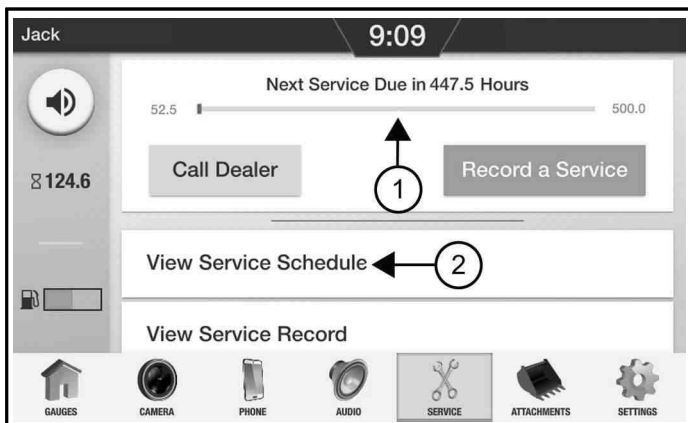 Jack
9:09
Next Service Due in 447.5 Hours
52.5
500.0
Call Dealer
Record a Service
1
124.6
View Service Schedule
2
View Service Record
GAUGES
CAMERA
PHONE
AUDIO
SERVICE
ATTACHMENTS
SETTINGS